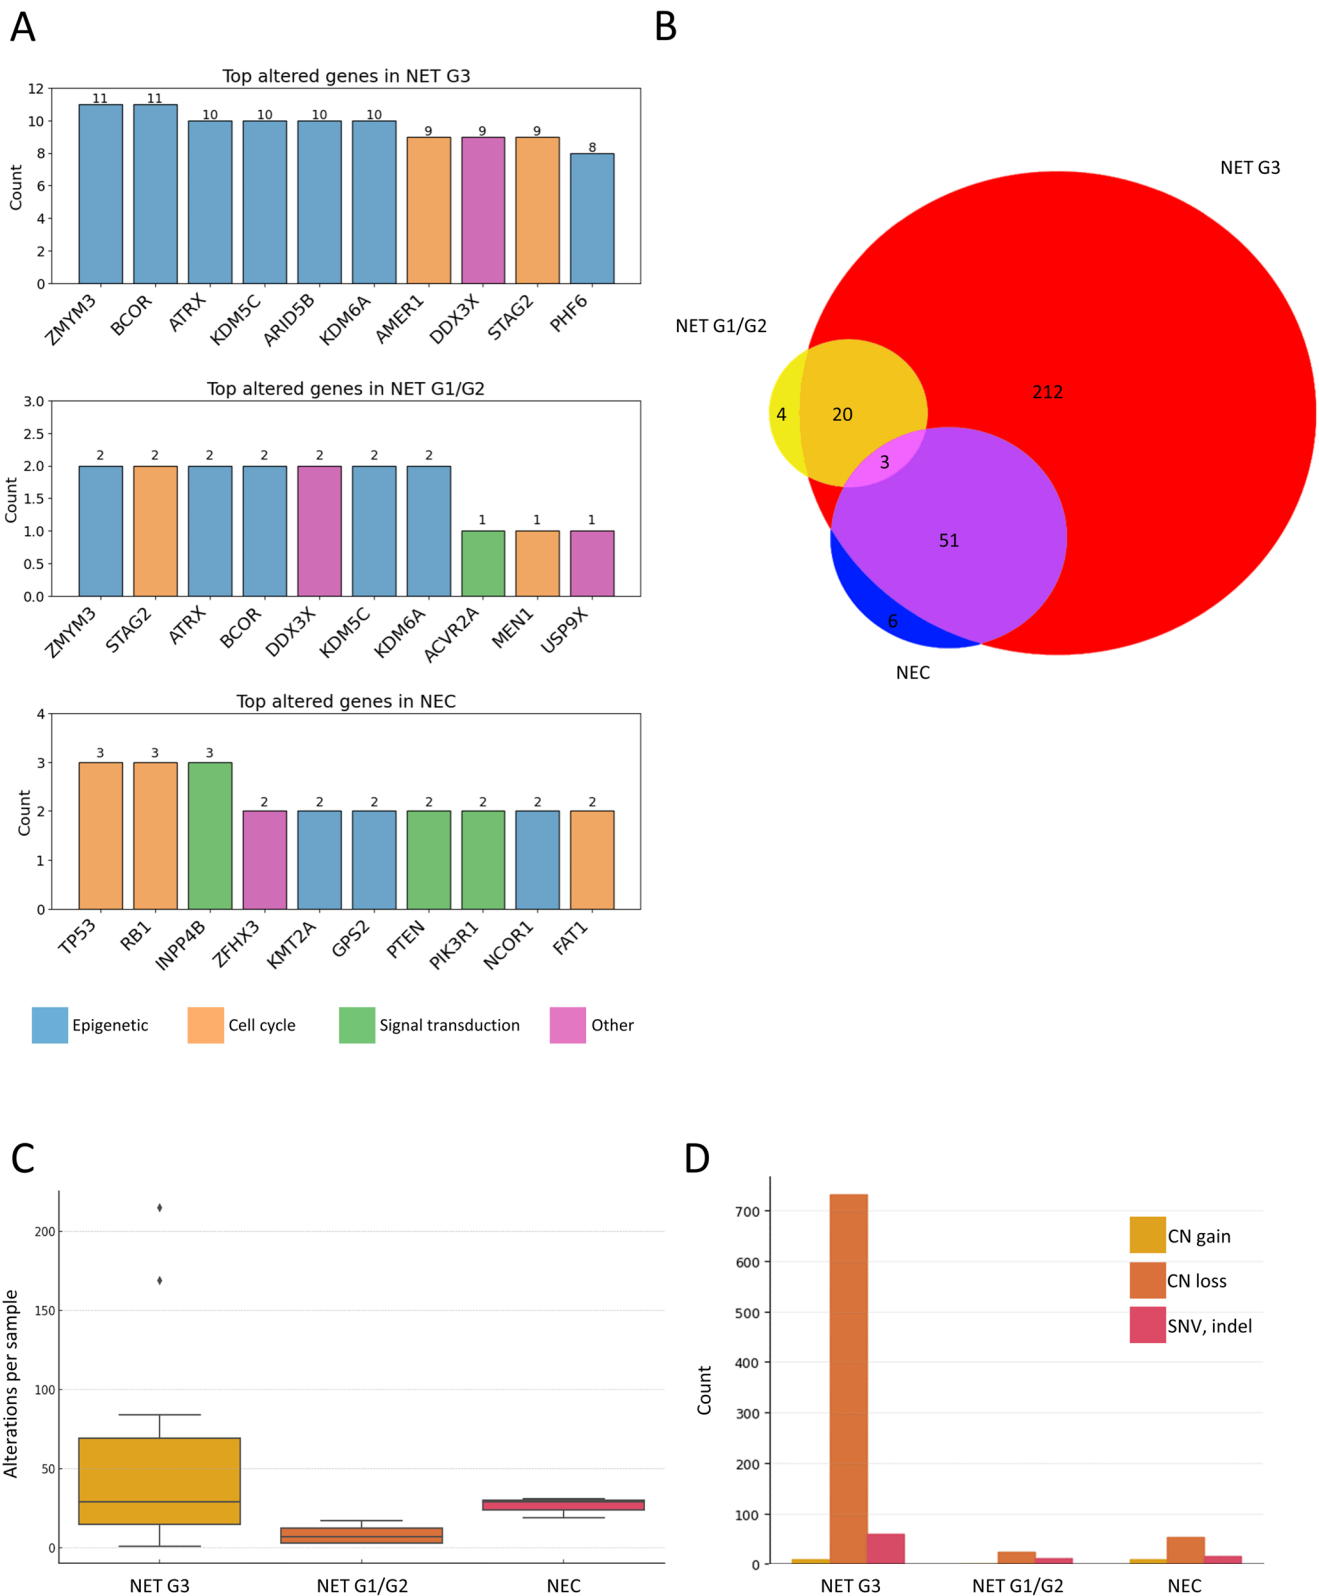 A
Top altered genes in NET G3
12
10
8
6
4
2
0
Count
11 11 10 10 10 10 9 9 9 8
ZMYM3 BCOR ATRX KDM5C ARID5B KDM6A AMER1 DDX3X STAG2 PHF6
Top altered genes in NET G1/G2
3.0
2.5
2.0
1.5
1.0
0.5
0.0
Count
2 2 2 2 2 2 2 1 1 1
ZMYM3 STAG2 ATRX BCOR DDX3X KDM5C KDM6A ACVR2A MEN1 USP9X
Top altered genes in NEC
4
3
2
1
0
Count
3 3 3 2 2 2 2 2 2 2
TP53 RB1 INPP4B ZFHX3 KMT2A GPS2 PTEN PIK3R1 NCOR1 FAT1
Epigenetic Cell cycle Signal transduction Other
B
NET G3
NET G1/G2
212
4 20
3
51
6
NEC
C
200
150
100
50
0
Alterations per sample
NET G3 NET G1/G2 NEC
D
700
600
500
400
300
200
100
0
Count
CN gain
CN loss
SNV, indel
NET G3 NET G1/G2 NEC